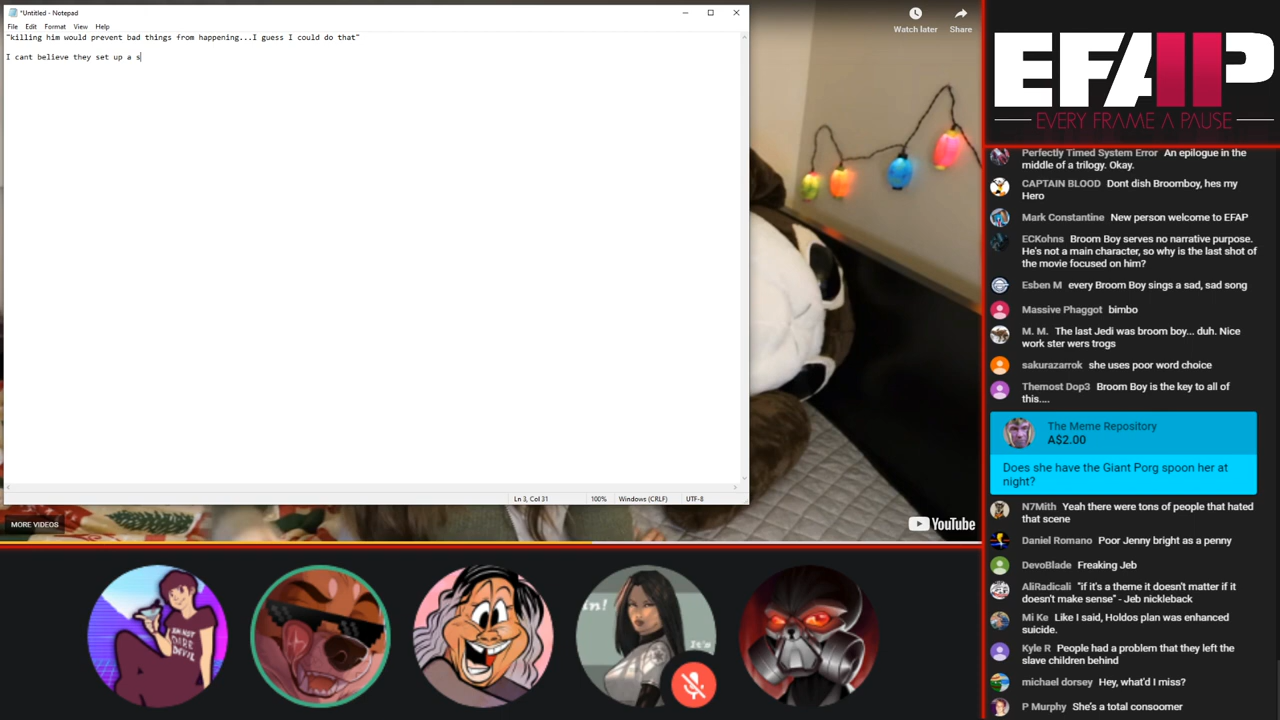 *Untitled - Notepad
File Edit Format View Help
"killing him would prevent bad things from happening...I guess I could do that"
I cant believe they set up a s
Ln 3, Col 31 100% Windows (CRLF) UTF-8
Watch later Share
MORE VIDEOS
YouTube
EFAP
EVERY FRAME A PAUSE
Perfectly Timed System Error An epilogue in the
middle of a trilogy. Okay.
CAPTAIN BLOOD Dont dish Broomboy, hes my
Hero
Mark Constantine New person welcome to EFAP
ECKohns Broom Boy serves no narrative purpose.
He's not a main character, so why is the last shot of
the movie focused on him?
Esben M every Broom Boy sings a sad, sad song
Massive Phaggot bimbo
M. M. The last Jedi was broom boy... duh. Nice
work ster wers trogs
sakurazarrok she uses poor word choice
Themost Dop3 Broom Boy is the key to all of
this....
The Meme Repository
A$2.00
Does she have the Giant Porg spoon her at
night?
N7Mith Yeah there were tons of people that hated
that scene
Daniel Romano Poor Jenny bright as a penny
DevoBlade Freaking Jeb
AliRadicali "if it's a theme it doesn't matter if it
doesn't make sense" - Jeb nickleback
Mi Ke Like I said, Holdos plan was enhanced
suicide.
Kyle R People had a problem that they left the
slave children behind
michael dorsey Hey, what'd I miss?
P Murphy She's a total consoomer
I AM NOT
DARE
DEVIL
in!
It's